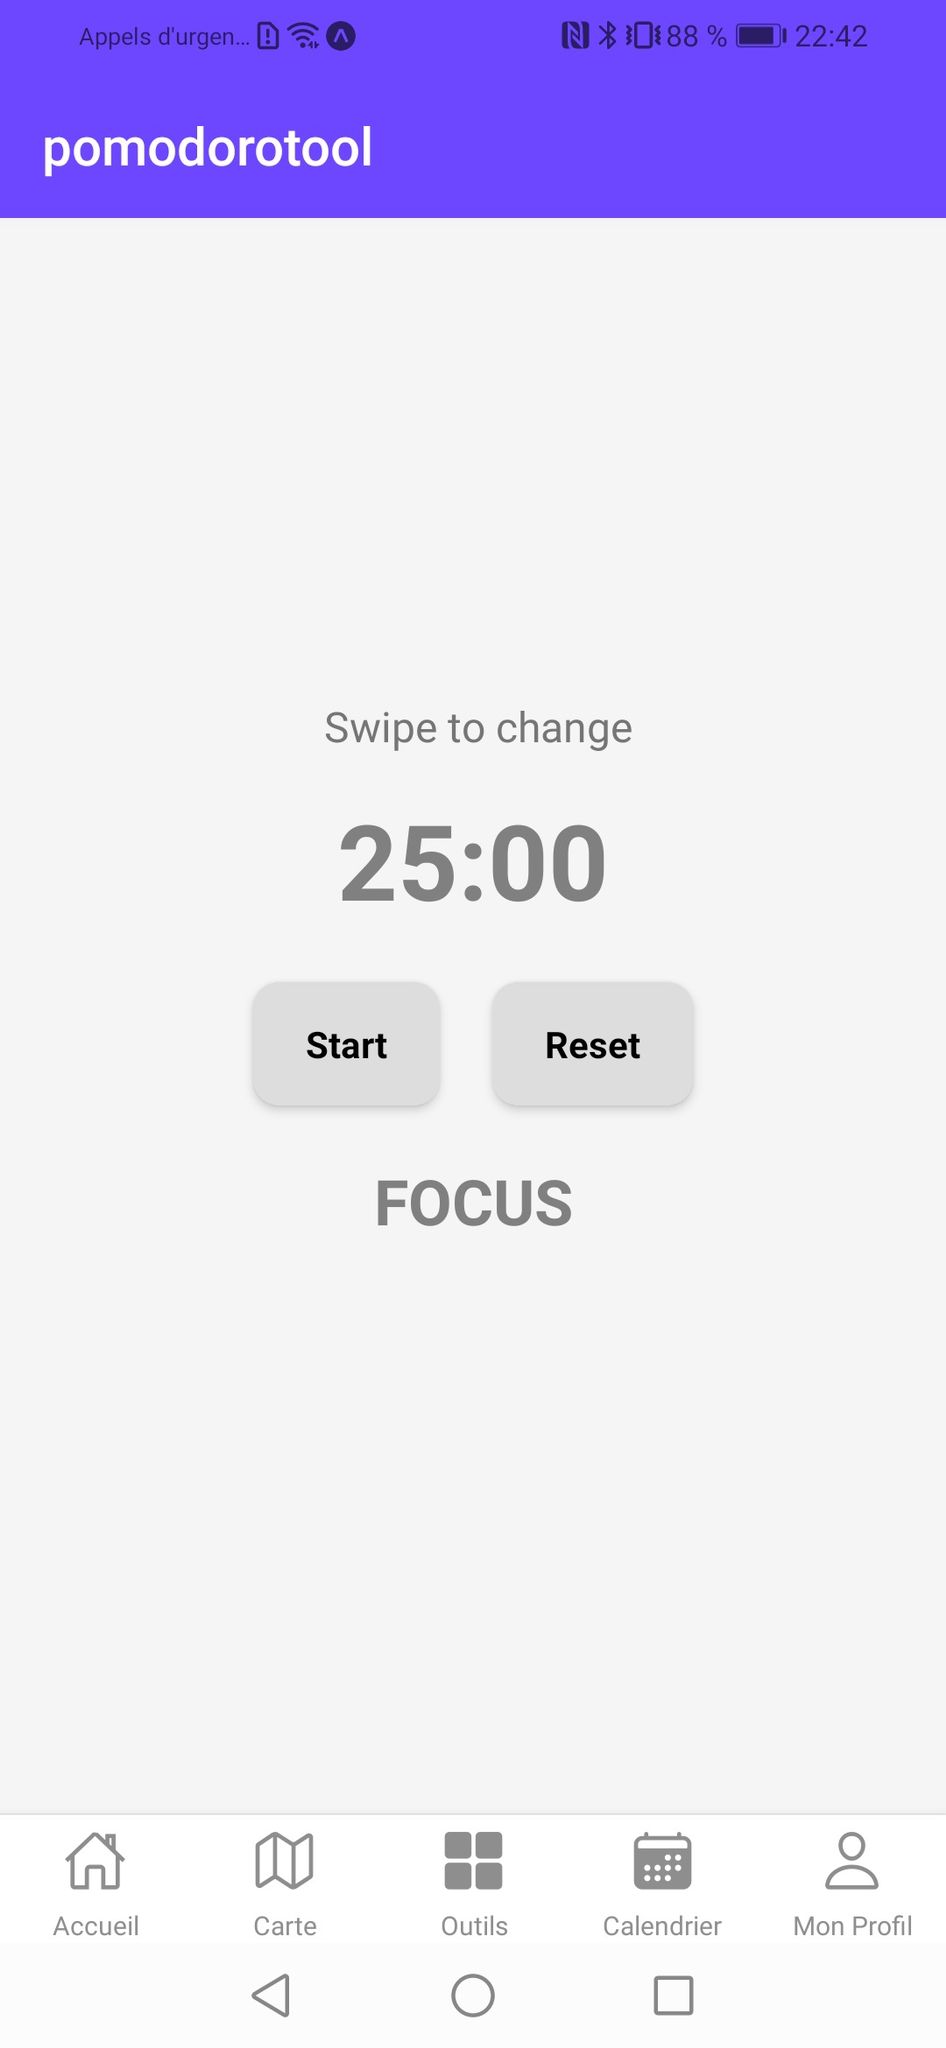 Appels d'urgen... 88 % 22:42
pomodorotool
Swipe to change
25:00
Start Reset
FOCUS
Accueil Carte Outils Calendrier Mon Profil